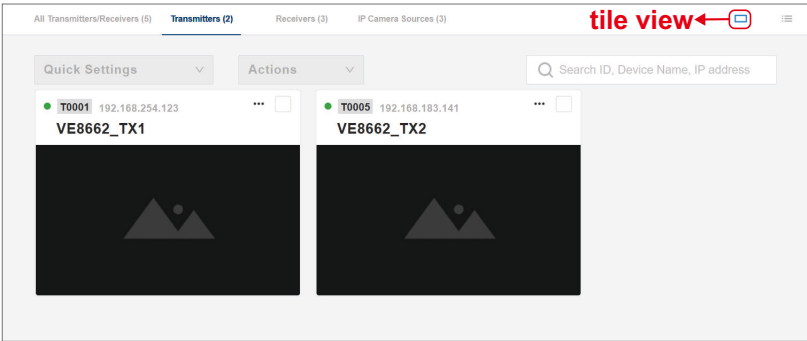 All Transmitters/Receivers (5) Transmitters (2) Receivers (3) IP Camera Sources (3) tile view
Quick Settings Actions Search ID, Device Name, IP address
T0001 192.168.254.123 ••• T0005 192.168.183.141 •••
VE8662_TX1 VE8662_TX2